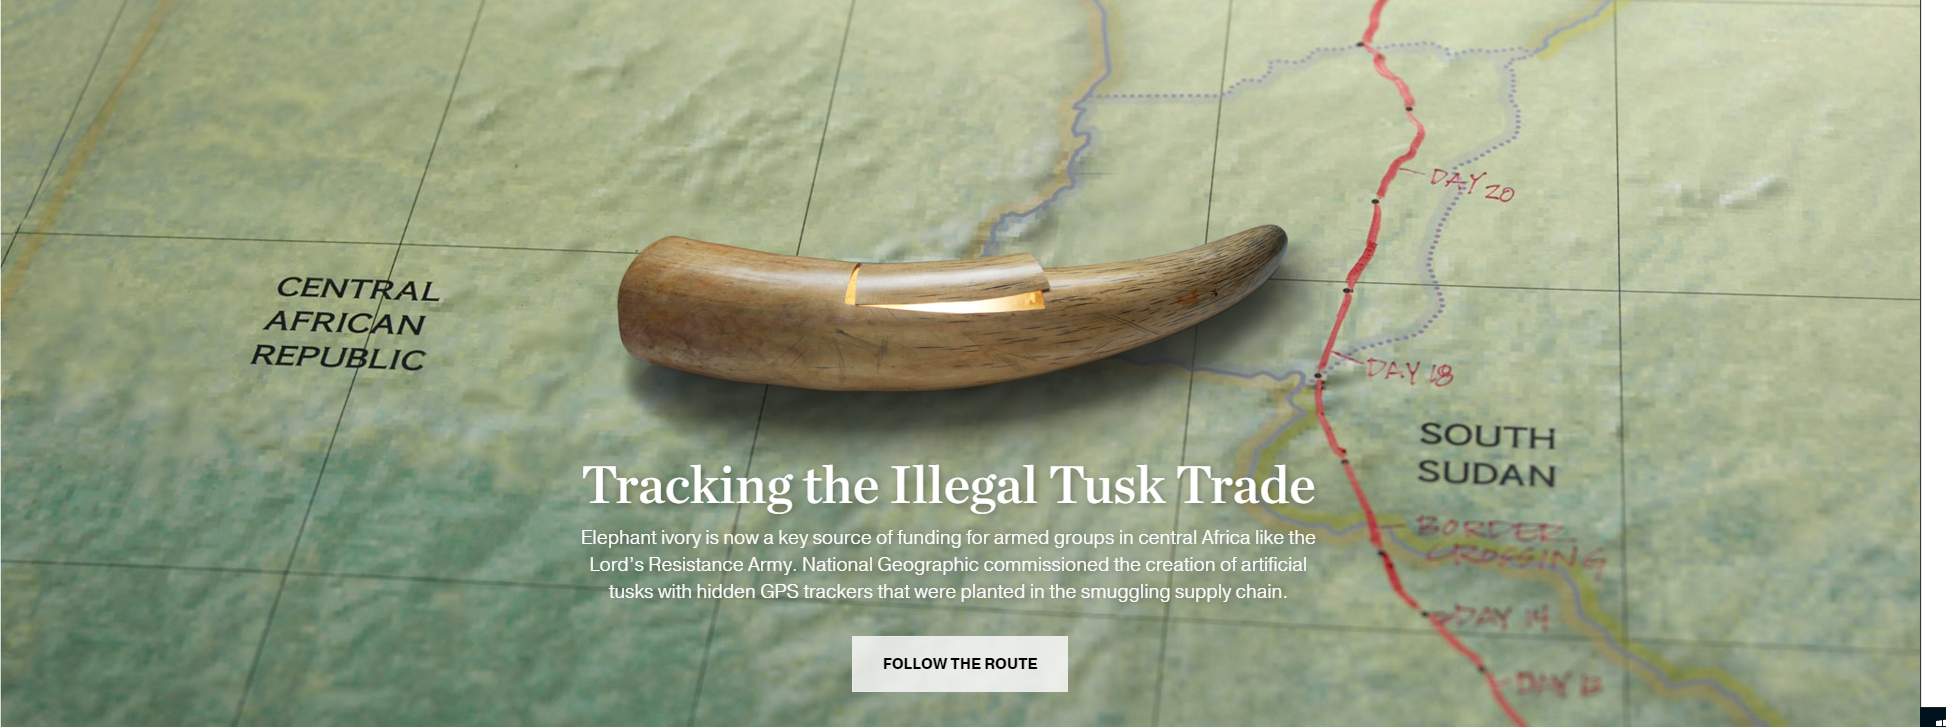 CENTRAL
AFRICAN
REPUBLIC
DAY 20
DAY 18
SOUTH
SUDAN
BORDER
CROSSING
DAY 14
Tracking the Illegal Tusk Trade
Elephant ivory is now a key source of funding for armed groups in central Africa like the
Lord's Resistance Army. National Geographic commissioned the creation of artificial
tusks with hidden GPS trackers that were planted in the smuggling supply chain.
FOLLOW THE ROUTE
DAY